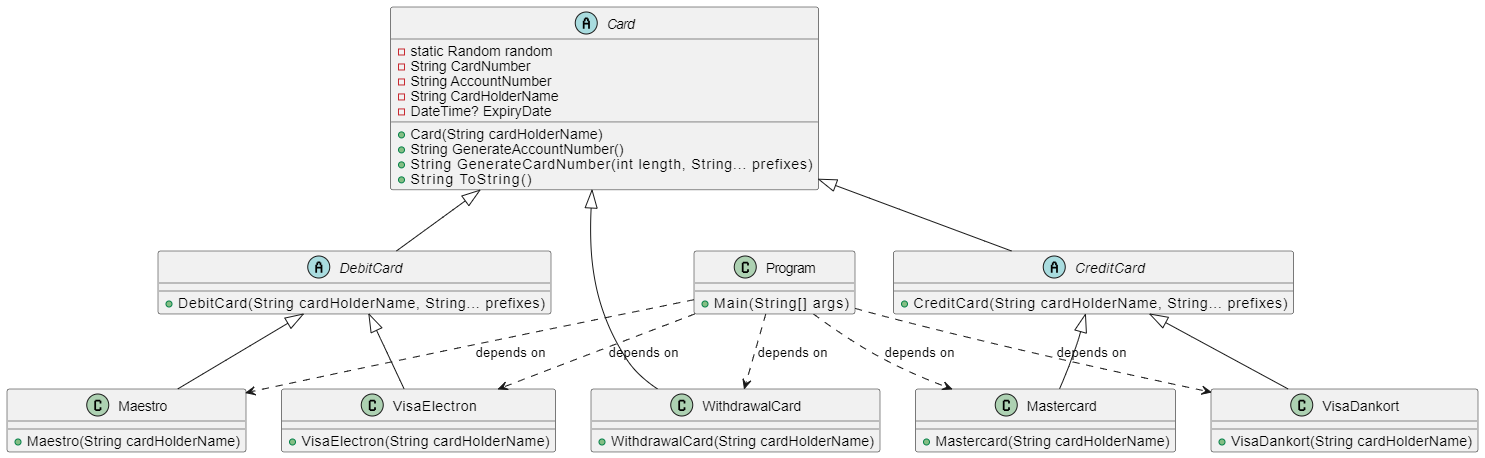 A Card
static Random random
String CardNumber
String AccountNumber
String CardHolderName
DateTime? ExpiryDate
Card(String cardHolderName)
String GenerateAccountNumber()
String GenerateCardNumber(int length, String... prefixes)
String ToString()
A DebitCard
DebitCard(String cardHolderName, String... prefixes)
C Program
Main(String[] args)
A CreditCard
CreditCard(String cardHolderName, String... prefixes)
depends on
depends on
depends on
depends on
depends on
C Maestro
Maestro(String cardHolderName)
C VisaElectron
VisaElectron(String cardHolderName)
C WithdrawalCard
WithdrawalCard(String cardHolderName)
C Mastercard
Mastercard(String cardHolderName)
C VisaDankort
VisaDankort(String cardHolderName)